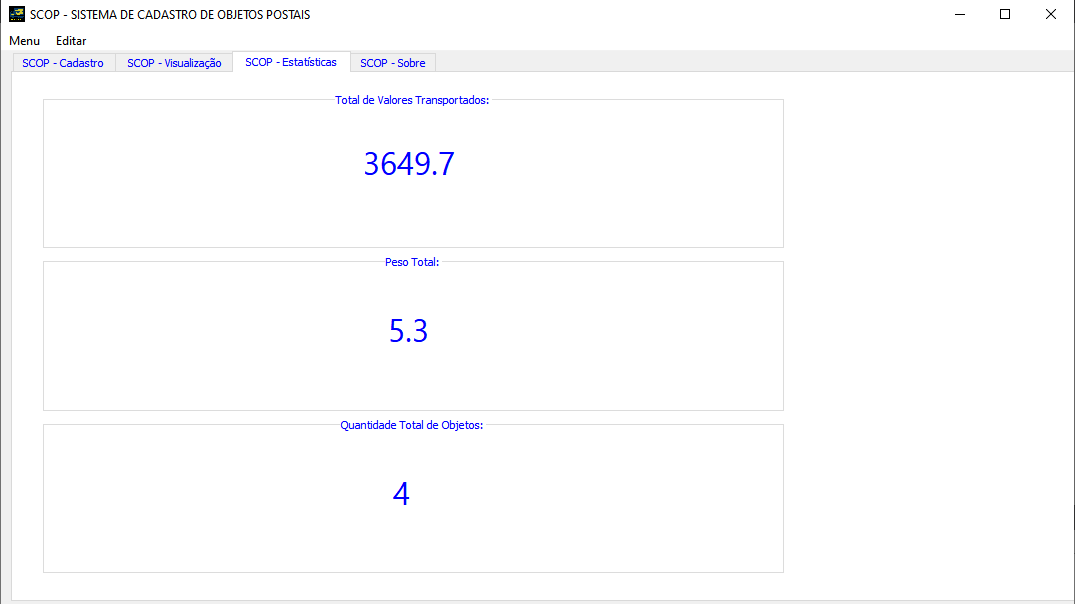 SCOP - SISTEMA DE CADASTRO DE OBJETOS POSTAIS
Menu Editar
SCOP - Cadastro SCOP - Visualização SCOP - Estatísticas SCOP - Sobre
Total de Valores Transportados:
3649.7
Peso Total:
5.3
Quantidade Total de Objetos:
4